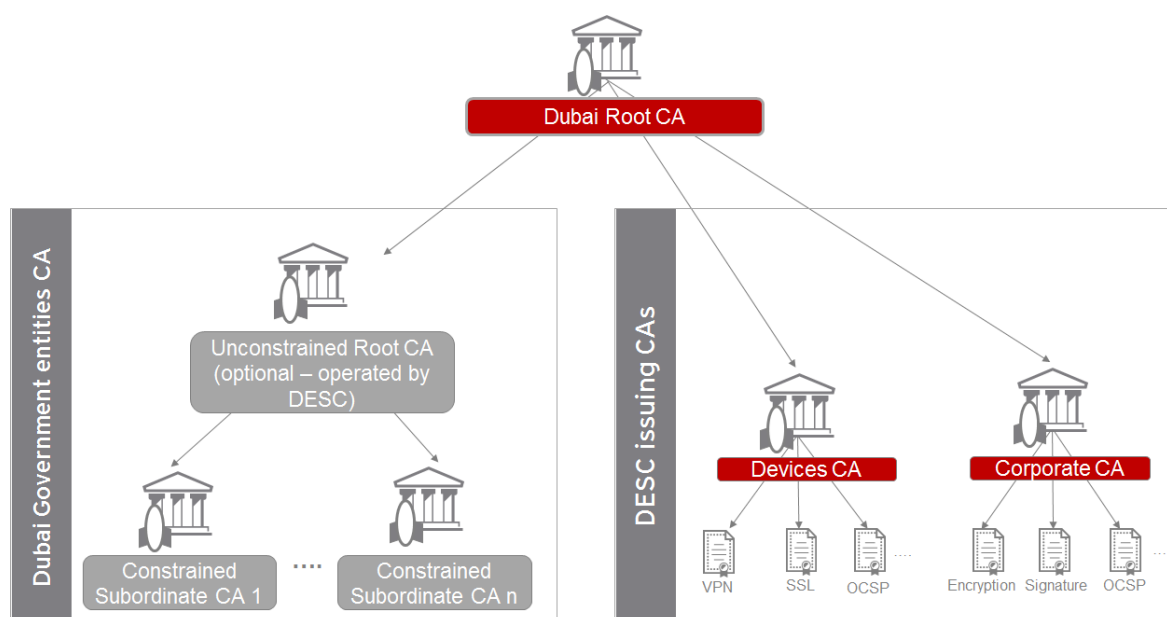 Dubai Root CA
Dubai Government entities CA
Unconstrained Root CA
(optional – operated by
DESC)
Constrained
Subordinate CA 1
....
Constrained
Subordinate CA n
DESC issuing CAs
Devices CA
Corporate CA
VPN
SSL
OCSP
....
Encryption
Signature
OCSP
....